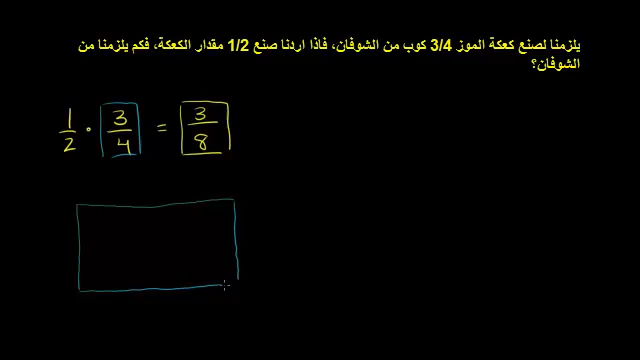 يلزمنا لصنع كعكة الموز 3/4 كوب من الشوفان، فاذا اردنا صنع 1/2 مقدار الكعكة، فكم يلزمنا من
الشوفان؟
1/2 · 3/4 = 3/8